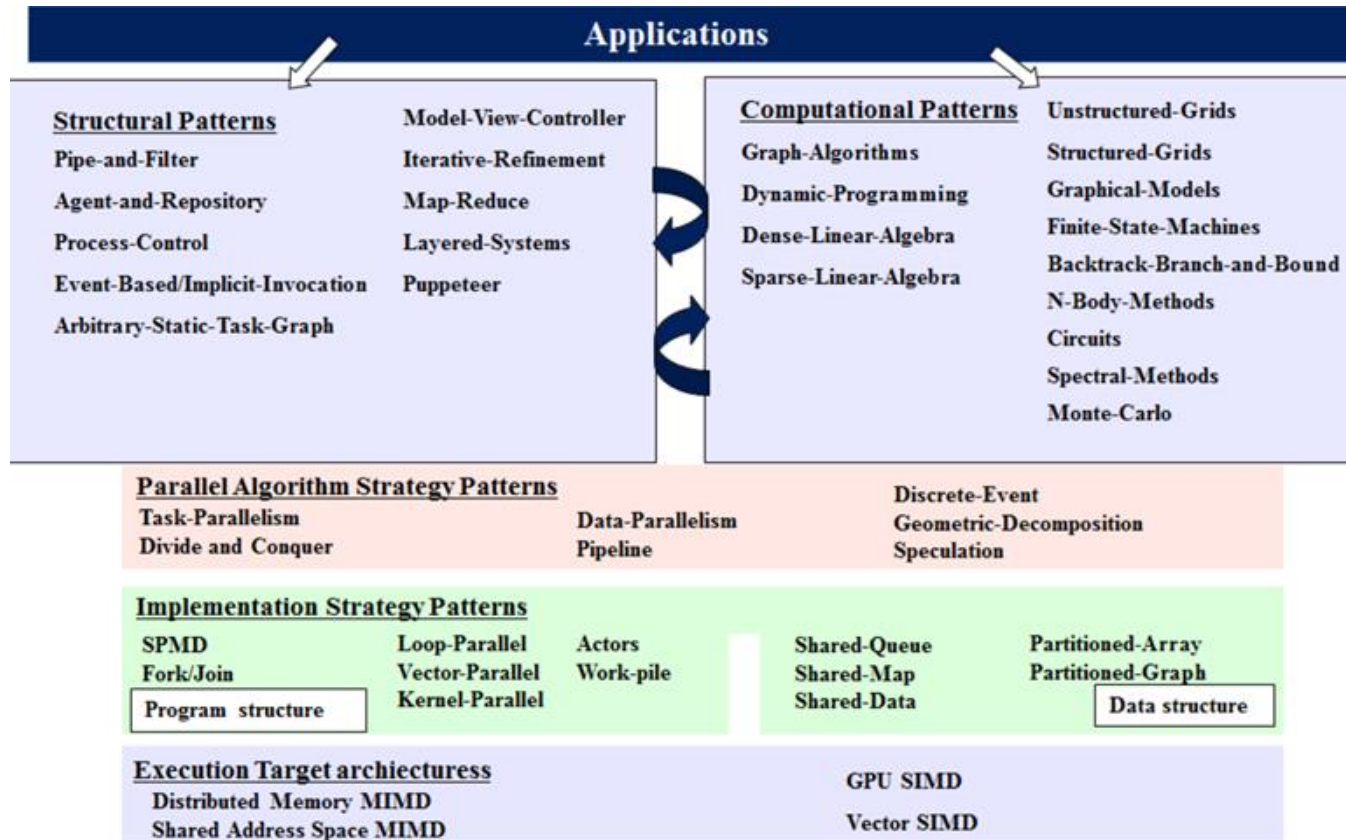 Applications
Structural Patterns
Pipe-and-Filter
Agent-and-Repository
Process-Control
Event-Based/Implicit-Invocation
Arbitrary-Static-Task-Graph
Model-View-Controller
Iterative-Refinement
Map-Reduce
Layered-Systems
Puppeteer
Computational Patterns
Graph-Algorithms
Dynamic-Programming
Dense-Linear-Algebra
Sparse-Linear-Algebra
Unstructured-Grids
Structured-Grids
Graphical-Models
Finite-State-Machines
Backtrack-Branch-and-Bound
N-Body-Methods
Circuits
Spectral-Methods
Monte-Carlo
Parallel Algorithm Strategy Patterns
Task-Parallelism
Divide and Conquer
Data-Parallelism
Pipeline
Discrete-Event
Geometric-Decomposition
Speculation
Implementation Strategy Patterns
SPMD
Fork/Join
Program structure
Loop-Parallel
Vector-Parallel
Kernel-Parallel
Actors
Work-pile
Shared-Queue
Shared-Map
Shared-Data
Partitioned-Array
Partitioned-Graph
Data structure
Execution Target archiecturess
Distributed Memory MIMD
Shared Address Space MIMD
GPU SIMD
Vector SIMD